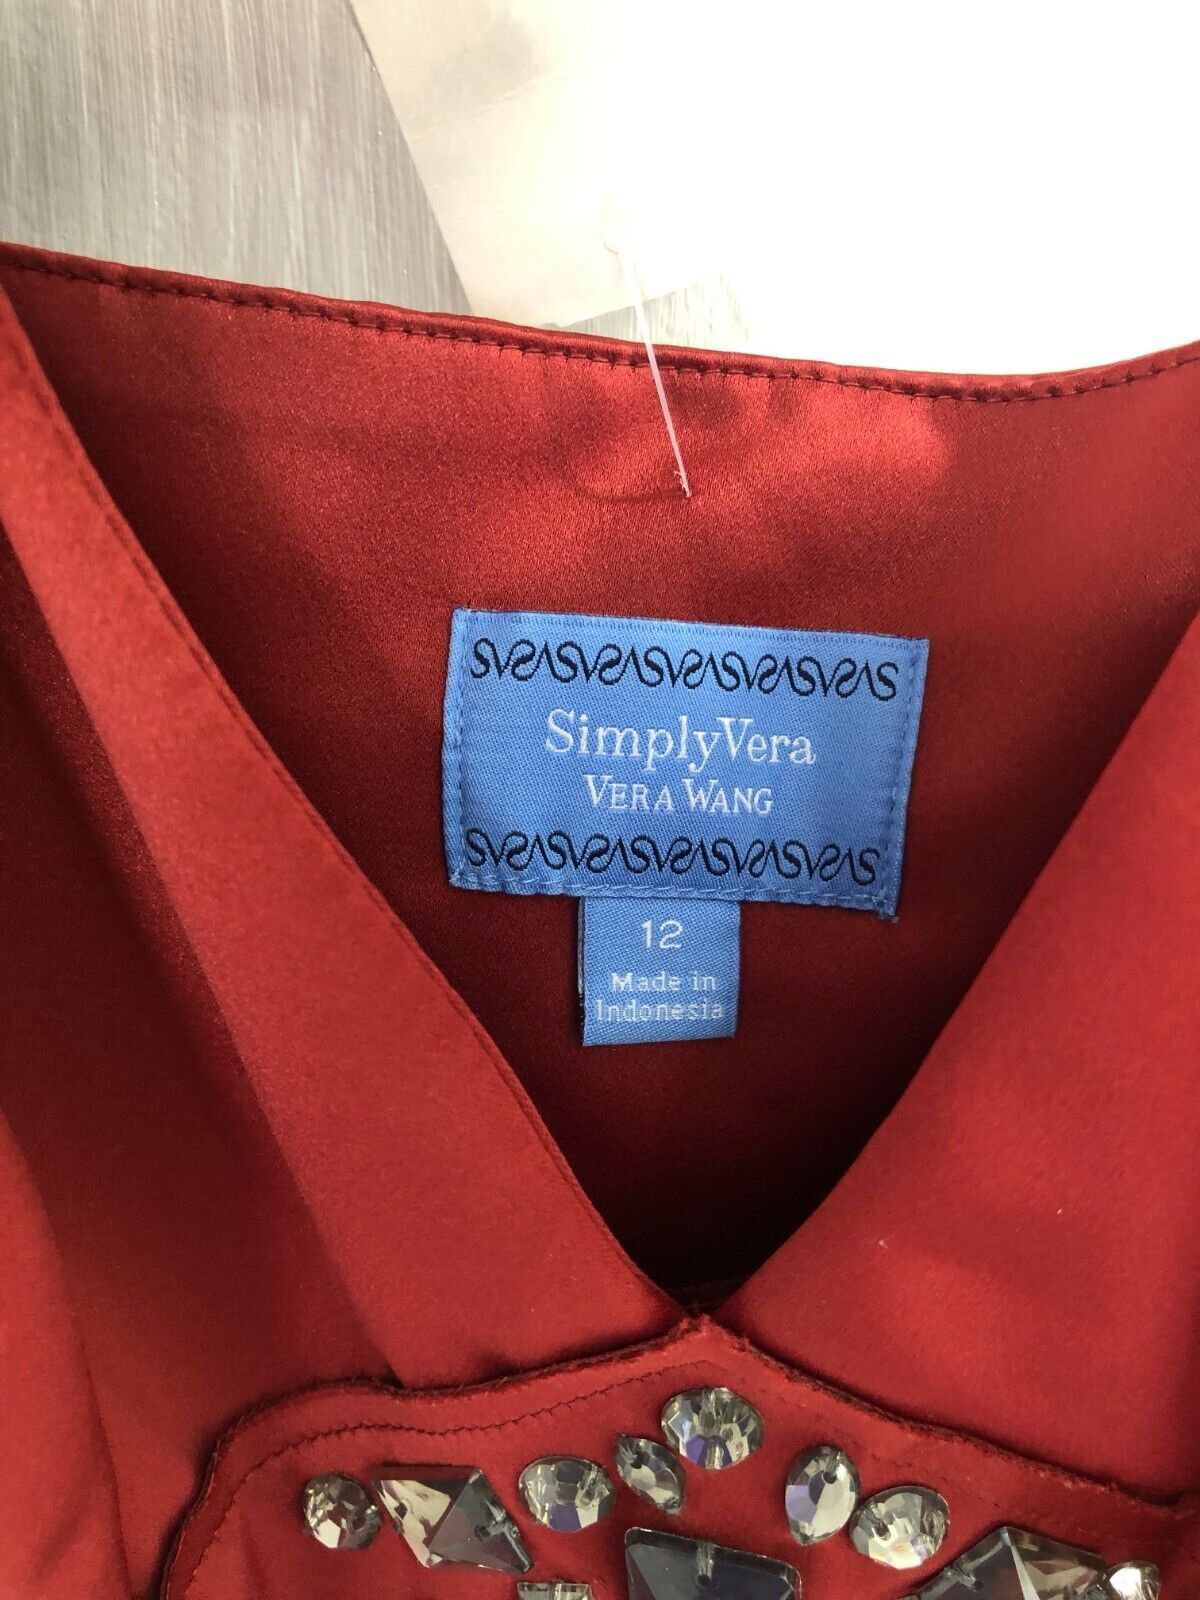 SimplyVera
VERA WANG
12
Made in
Indonesia